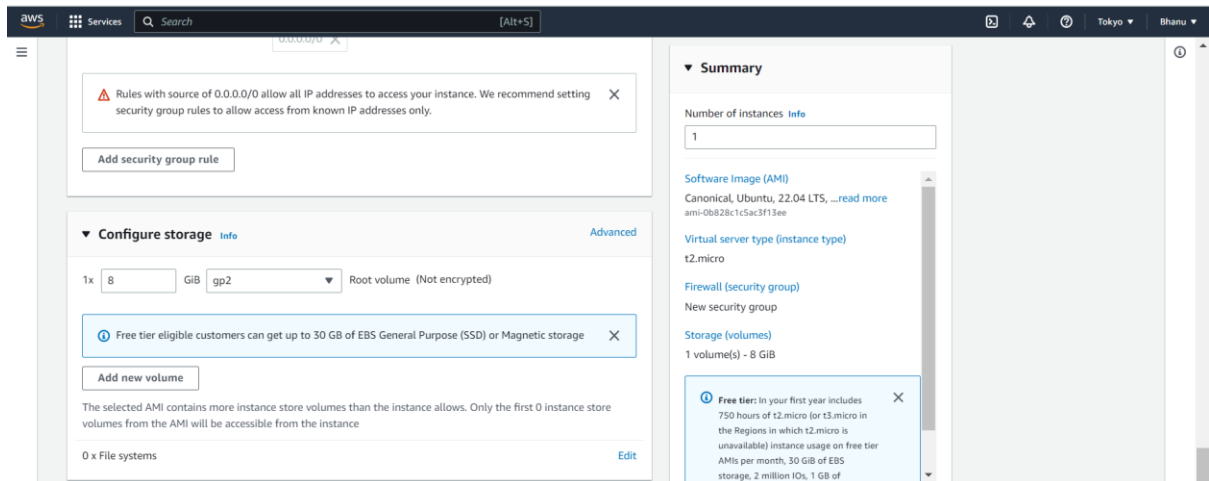 aws
Services
Search
[Alt+S]
Tokyo
Bhanu
0.0.0.0/0
Rules with source of 0.0.0.0/0 allow all IP addresses to access your instance. We recommend setting
security group rules to allow access from known IP addresses only.
Add security group rule
Configure storage Info
Advanced
1x 8 GiB gp2 Root volume (Not encrypted)
Free tier eligible customers can get up to 30 GB of EBS General Purpose (SSD) or Magnetic storage
Add new volume
The selected AMI contains more instance store volumes than the instance allows. Only the first 0 instance store
volumes from the AMI will be accessible from the instance
0 x File systems
Edit
Summary
Number of instances Info
1
Software Image (AMI)
Canonical, Ubuntu, 22.04 LTS, ...read more
ami-0b828c1c5ac3f13ee
Virtual server type (instance type)
t2.micro
Firewall (security group)
New security group
Storage (volumes)
1 volume(s) - 8 GiB
Free tier: In your first year includes
750 hours of t2.micro (or t3.micro in
the Regions in which t2.micro is
unavailable) instance usage on free tier
AMIs per month, 30 GiB of EBS
storage, 2 million IOs, 1 GB of